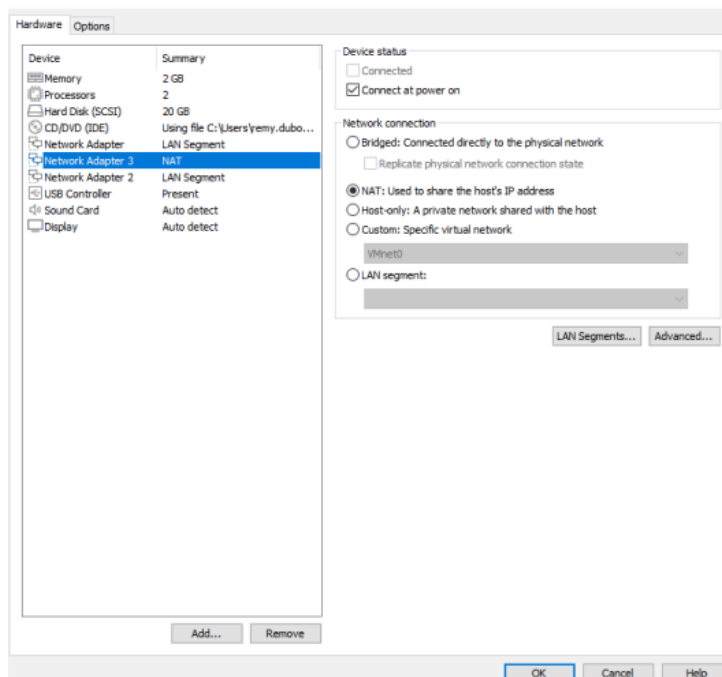 Hardware Options
Device Summary
Memory 2 GB
Processors 2
Hard Disk (SCSI) 20 GB
CD/DVD (IDE) Using file C:\Users\remy.dubo...
Network Adapter LAN Segment
Network Adapter 3 NAT
Network Adapter 2 LAN Segment
USB Controller Present
Sound Card Auto detect
Display Auto detect
Add... Remove
Device status
Connected
Connect at power on
Network connection
Bridged: Connected directly to the physical network
Replicate physical network connection state
NAT: Used to share the host's IP address
Host-only: A private network shared with the host
Custom: Specific virtual network
VMnet0
LAN segment:
LAN Segments... Advanced...
OK Cancel Help